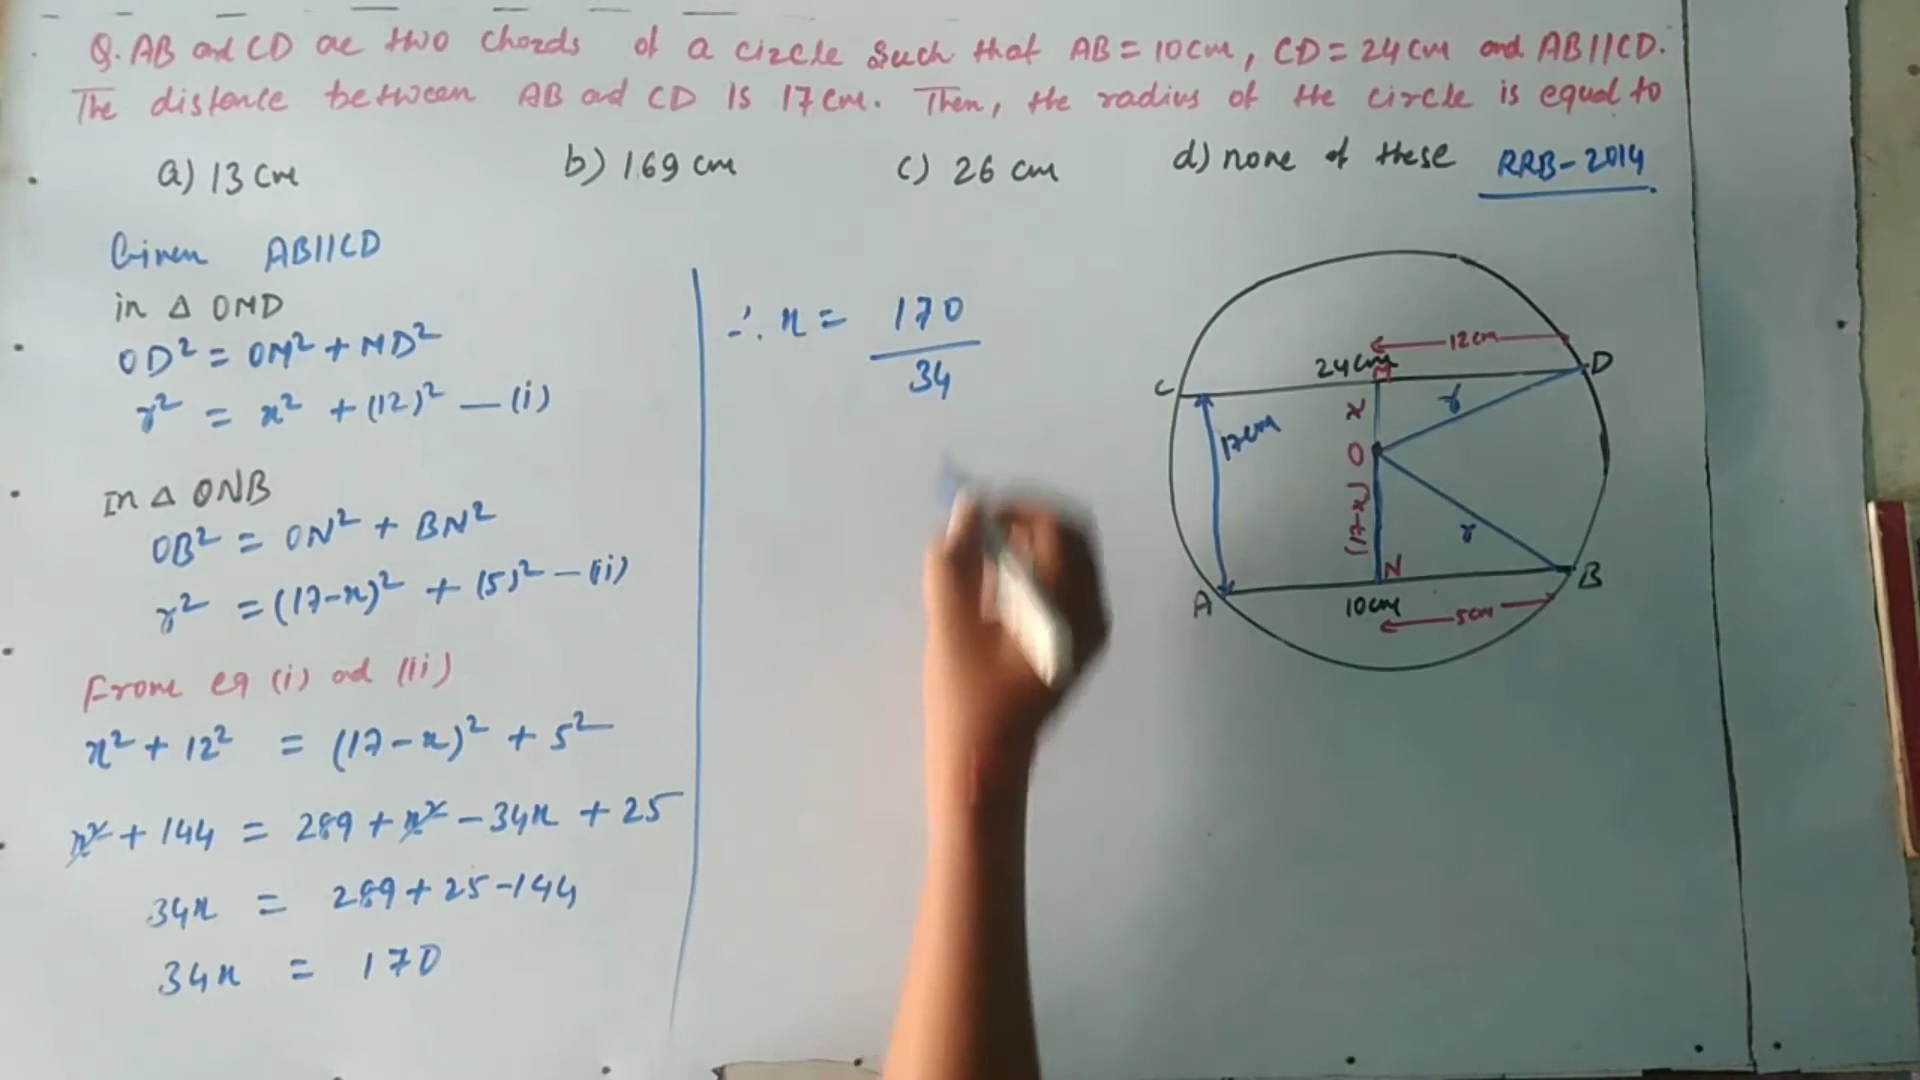 Q. AB and CD are two chords of a circle such that AB = 10cm, CD = 24cm and AB||CD.
The distance between AB and CD is 17cm. Then, the radius of the circle is equal to
a) 13 cm
b) 169 cm
c) 26 cm
d) none of these
RRB-2014
Given AB||CD
in Δ OMD
OD² = OM² + MD²
r² = x² + (12)² — (i)
In Δ ONB
OB² = ON² + BN²
r² = (17-x)² + (5)² — (ii)
From eq (i) and (ii)
x² + 12² = (17-x)² + 5²
x² + 144 = 289 + x² - 34x + 25
34x = 289 + 25 - 144
34x = 170
∴ x = 170/34
12cm
24cm
M
D
C
r
x
17cm
O
(17-x)
r
N
B
A
10cm
5cm